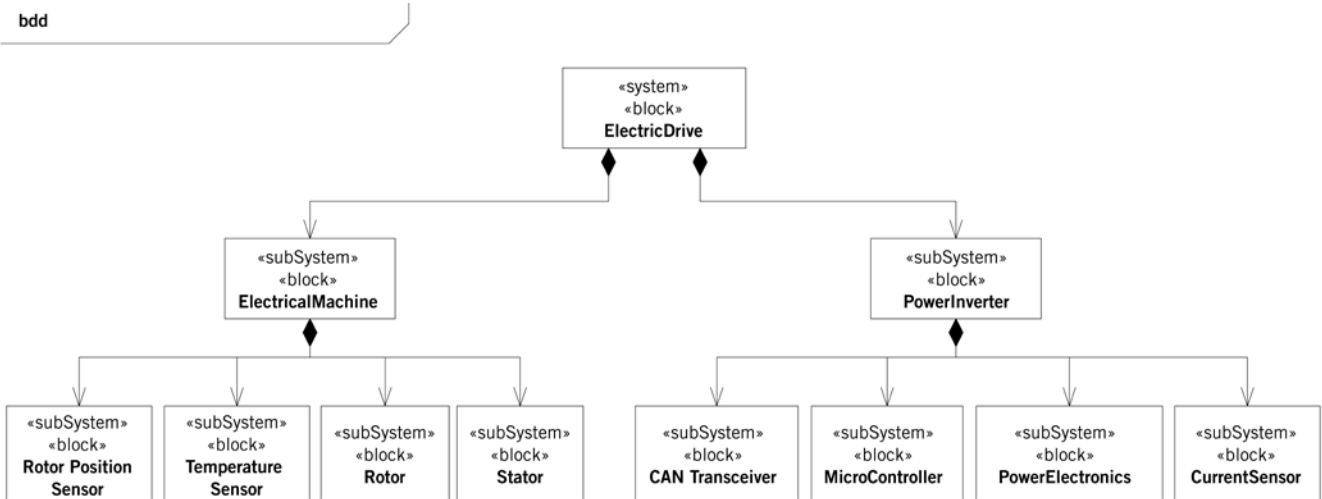 bdd
«system»
«block»
ElectricDrive
«subSystem»
«block»
ElectricalMachine
«subSystem»
«block»
PowerInverter
«subSystem»
«block»
Rotor Position
Sensor
«subSystem»
«block»
Temperature
Sensor
«subSystem»
«block»
Rotor
«subSystem»
«block»
Stator
«subSystem»
«block»
CAN Transceiver
«subSystem»
«block»
MicroController
«subSystem»
«block»
PowerElectronics
«subSystem»
«block»
CurrentSensor